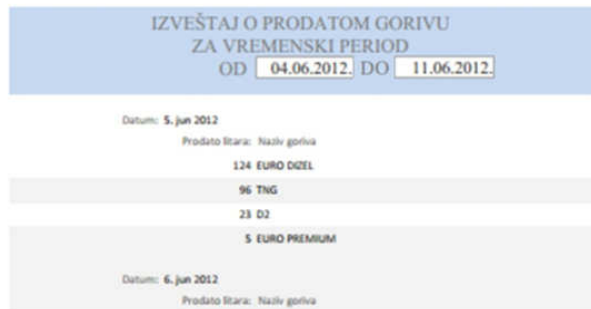 IZVEŠTAJ O PRODATOM GORIVU
ZA VREMENSKI PERIOD
OD 04.06.2012. DO 11.06.2012.
Datum: 5. jun 2012
Prodato litara: Naziv goriva
124 EURO DIZEL
96 TNG
23 D2
5 EURO PREMIUM
Datum: 6. jun 2012
Prodato litara: Naziv goriva